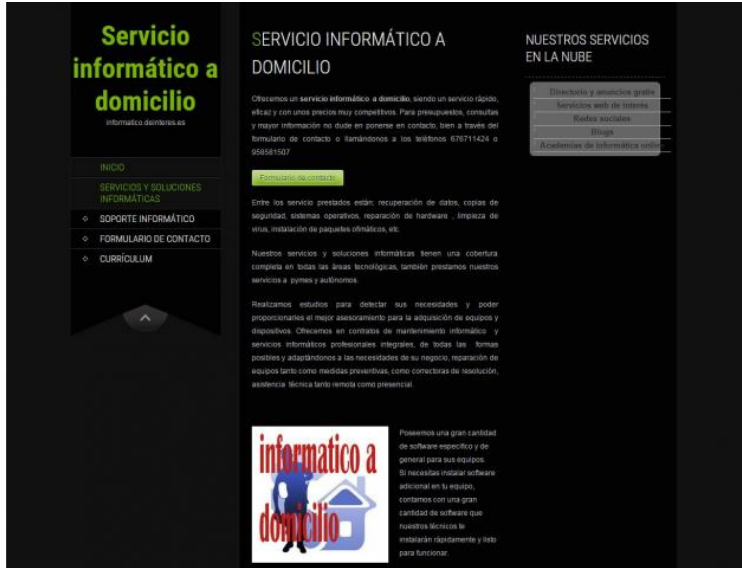 Servicio
informático a
domicilio
informatico.deinteres.es
INICIO
SERVICIOS Y SOLUCIONES
INFORMÁTICAS
SOPORTE INFORMÁTICO
FORMULARIO DE CONTACTO
CURRÍCULUM
SERVICIO INFORMÁTICO A
DOMICILIO
Ofrecemos un servicio informático a domicilio, siendo un servicio rápido,
eficaz y con unos precios muy competitivos. Para presupuestos, consultas
y mayor información no dude en ponerse en contacto, bien a través del
formulario de contacto o llamándonos a los teléfonos 676711424 o
958581507
Formulario de contacto
Entre los servicio prestados están: recuperación de datos, copias de
seguridad, sistemas operativos, reparación de hardware , limpieza de
virus, instalación de paquetes ofimáticos, etc.
Nuestros servicios y soluciones informáticas tienen una cobertura
completa en todas las áreas tecnológicas, también prestamos nuestros
servicios a pymes y autónomos.
Realizamos estudios para detectar sus necesidades y poder
proporcionarles el mejor asesoramiento para la adquisición de equipos y
dispositivos. Ofrecemos en contratos de mantenimiento informático y
servicios informáticos profesionales integrales, de todas las formas
posibles y adaptándonos a las necesidades de su negocio, reparación de
equipos tanto como medidas preventivas, como correctoras de resolución,
asistencia técnica tanto remota como presencial.
informatico a
domicilio
Poseemos una gran cantidad
de software específico y de
general para sus equipos.
Si necesitas instalar software
adicional en tu equipo,
contamos con una gran
cantidad de software que
nuestros técnicos te
instalarán rápidamente y listo
para funcionar.
NUESTROS SERVICIOS
EN LA NUBE
Directorio y anuncios gratis
Servicios web de interés
Redes sociales
Blogs
Academias de informática online